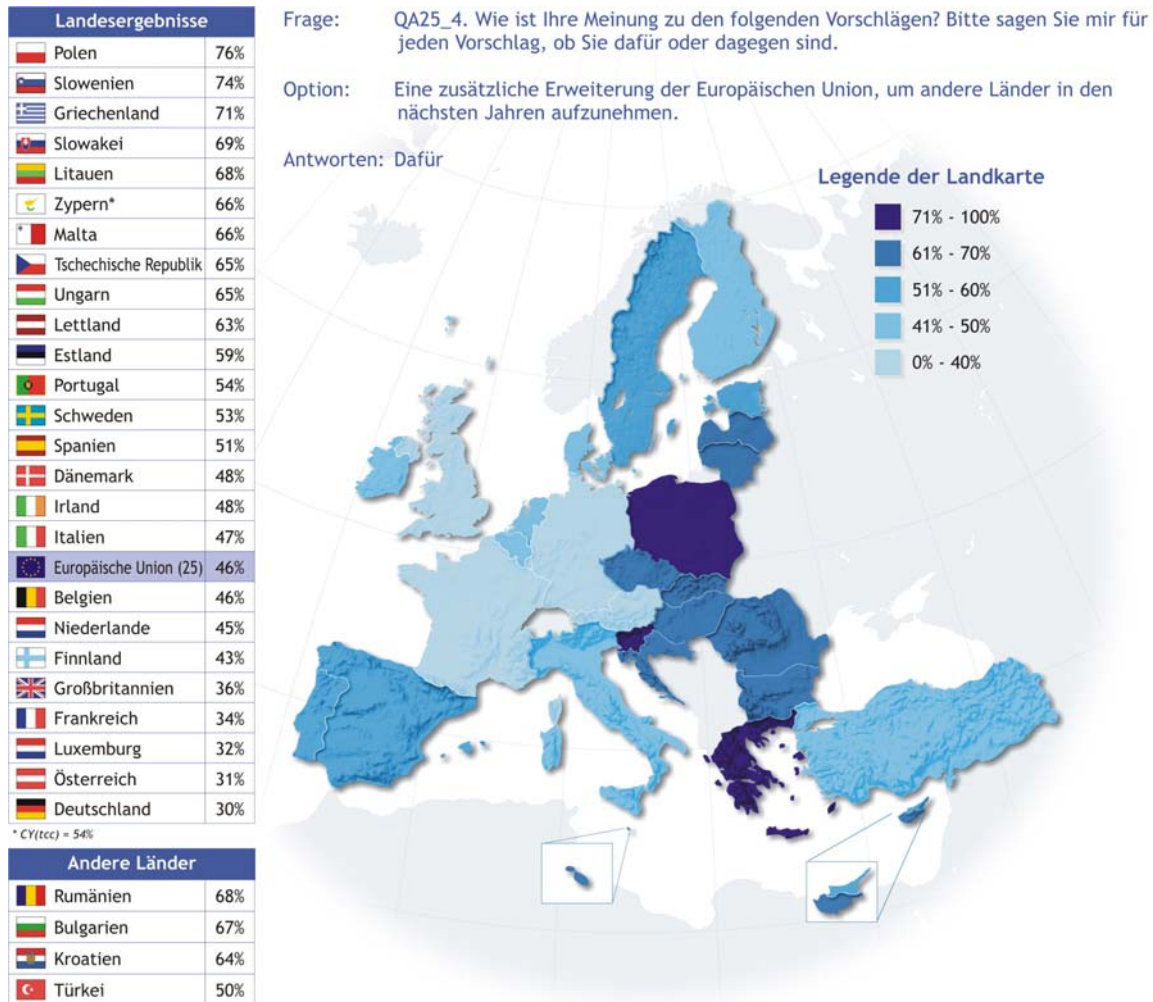 Landesergebnisse
Polen 76%
Slowenien 74%
Griechenland 71%
Slowakei 69%
Litauen 68%
Zypern* 66%
Malta 66%
Tschechische Republik 65%
Ungarn 65%
Lettland 63%
Estland 59%
Portugal 54%
Schweden 53%
Spanien 51%
Dänemark 48%
Irland 48%
Italien 47%
Europäische Union (25) 46%
Belgien 46%
Niederlande 45%
Finnland 43%
Großbritannien 36%
Frankreich 34%
Luxemburg 32%
Österreich 31%
Deutschland 30%
* CY(tcc) = 54%
Andere Länder
Rumänien 68%
Bulgarien 67%
Kroatien 64%
Türkei 50%
Frage: QA25_4. Wie ist Ihre Meinung zu den folgenden Vorschlägen? Bitte sagen Sie mir für
jeden Vorschlag, ob Sie dafür oder dagegen sind.
Option: Eine zusätzliche Erweiterung der Europäischen Union, um andere Länder in den
nächsten Jahren aufzunehmen.
Antworten: Dafür
Legende der Landkarte
71% - 100%
61% - 70%
51% - 60%
41% - 50%
0% - 40%